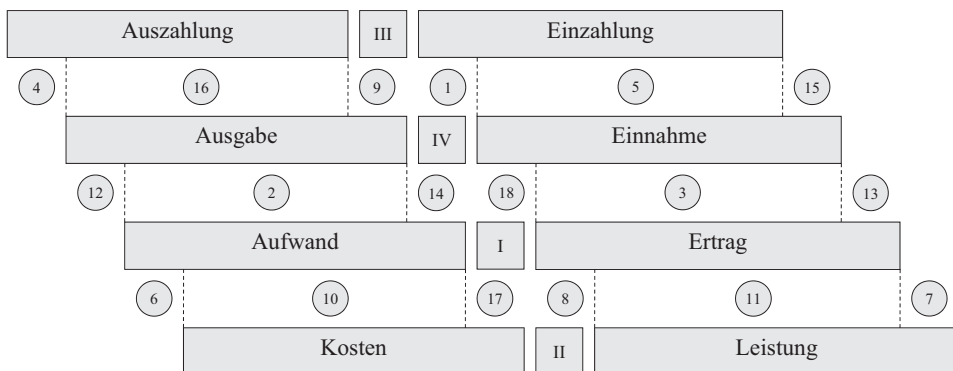 Auszahlung III Einzahlung
4 16 9 1 5 15
Ausgabe IV Einnahme
12 2 14 18 3 13
Aufwand I Ertrag
6 10 17 8 11 7
Kosten II Leistung